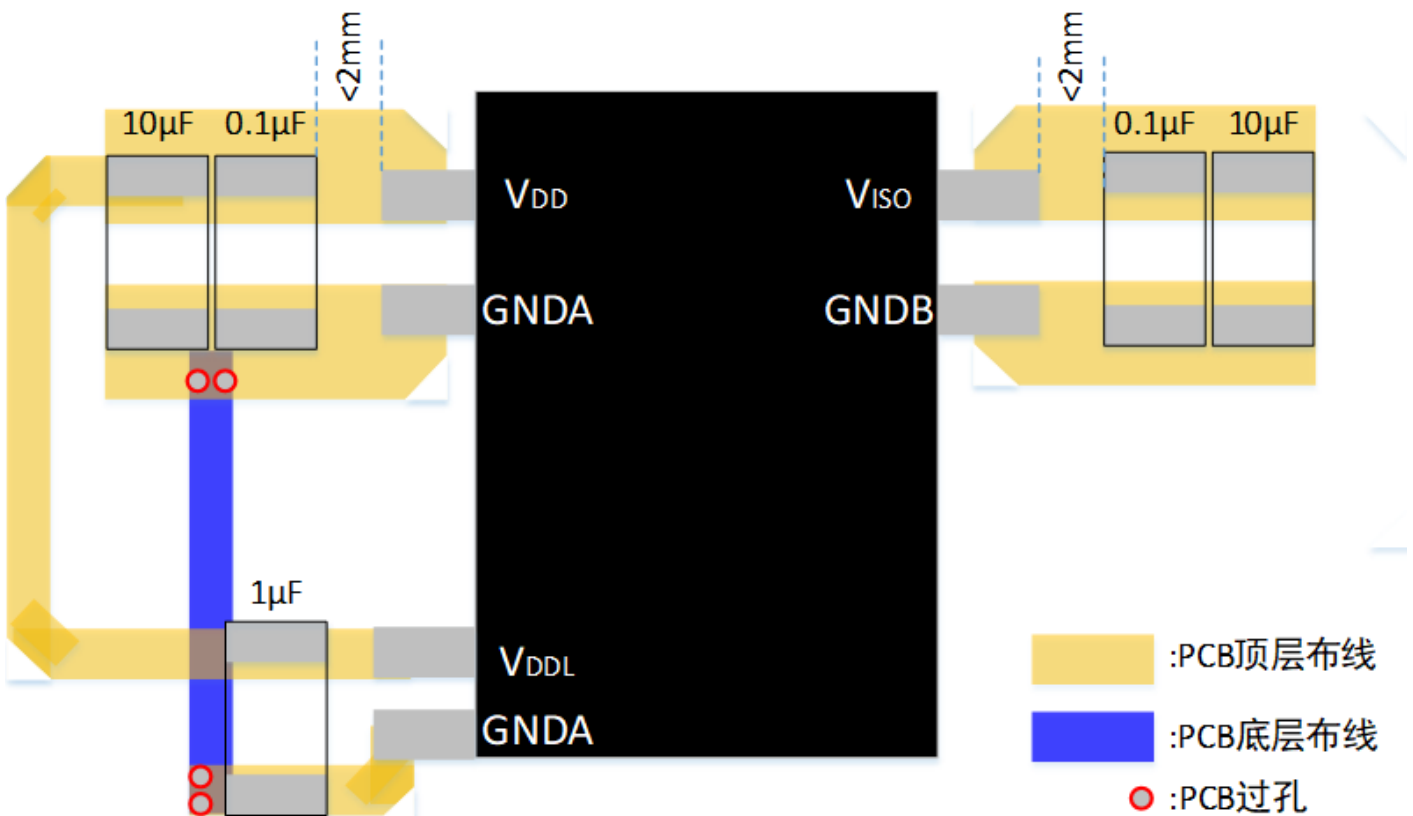 <2mm
<2mm
10μF
0.1μF
0.1μF
10μF
VDD
VISO
GNDA
GNDB
1μF
VDDL
GNDA
:PCB顶层布线
:PCB底层布线
:PCB过孔